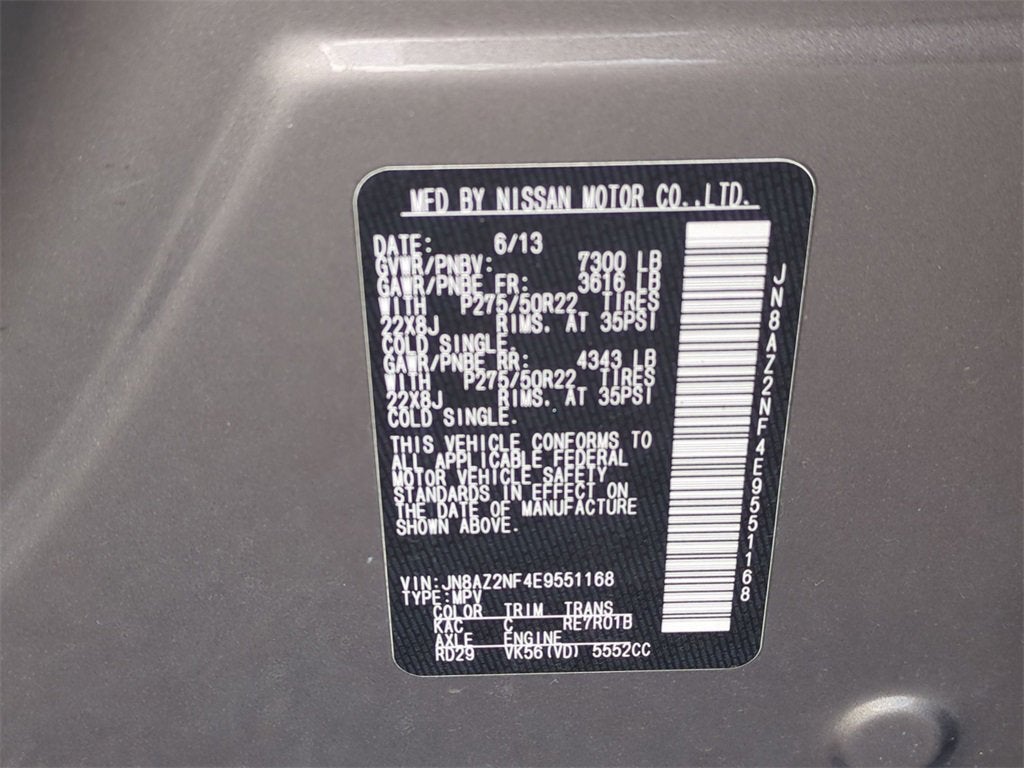 MFD BY NISSAN MOTOR CO.,LTD.
DATE: 6/13
GVWR/PNBV: 7300 LB
GAWR/PNBE FR: 3616 LB
WITH P275/50R22 TIRES
22X8J RIMS. AT 35PSI
COLD SINGLE.
GAWR/PNBE RR: 4343 LB
WITH P275/50R22 TIRES
22X8J RIMS. AT 35PSI
COLD SINGLE.
THIS VEHICLE CONFORMS TO
ALL APPLICABLE FEDERAL
MOTOR VEHICLE SAFETY
STANDARDS IN EFFECT ON
THE DATE OF MANUFACTURE
SHOWN ABOVE.
VIN:JN8AZ2NF4E9551168
TYPE:MPV
COLOR TRIM TRANS
KAC C RE7R01B
AXLE ENGINE
RD29 VK56(VD) 5552CC
JN8AZ2NF4E9551168